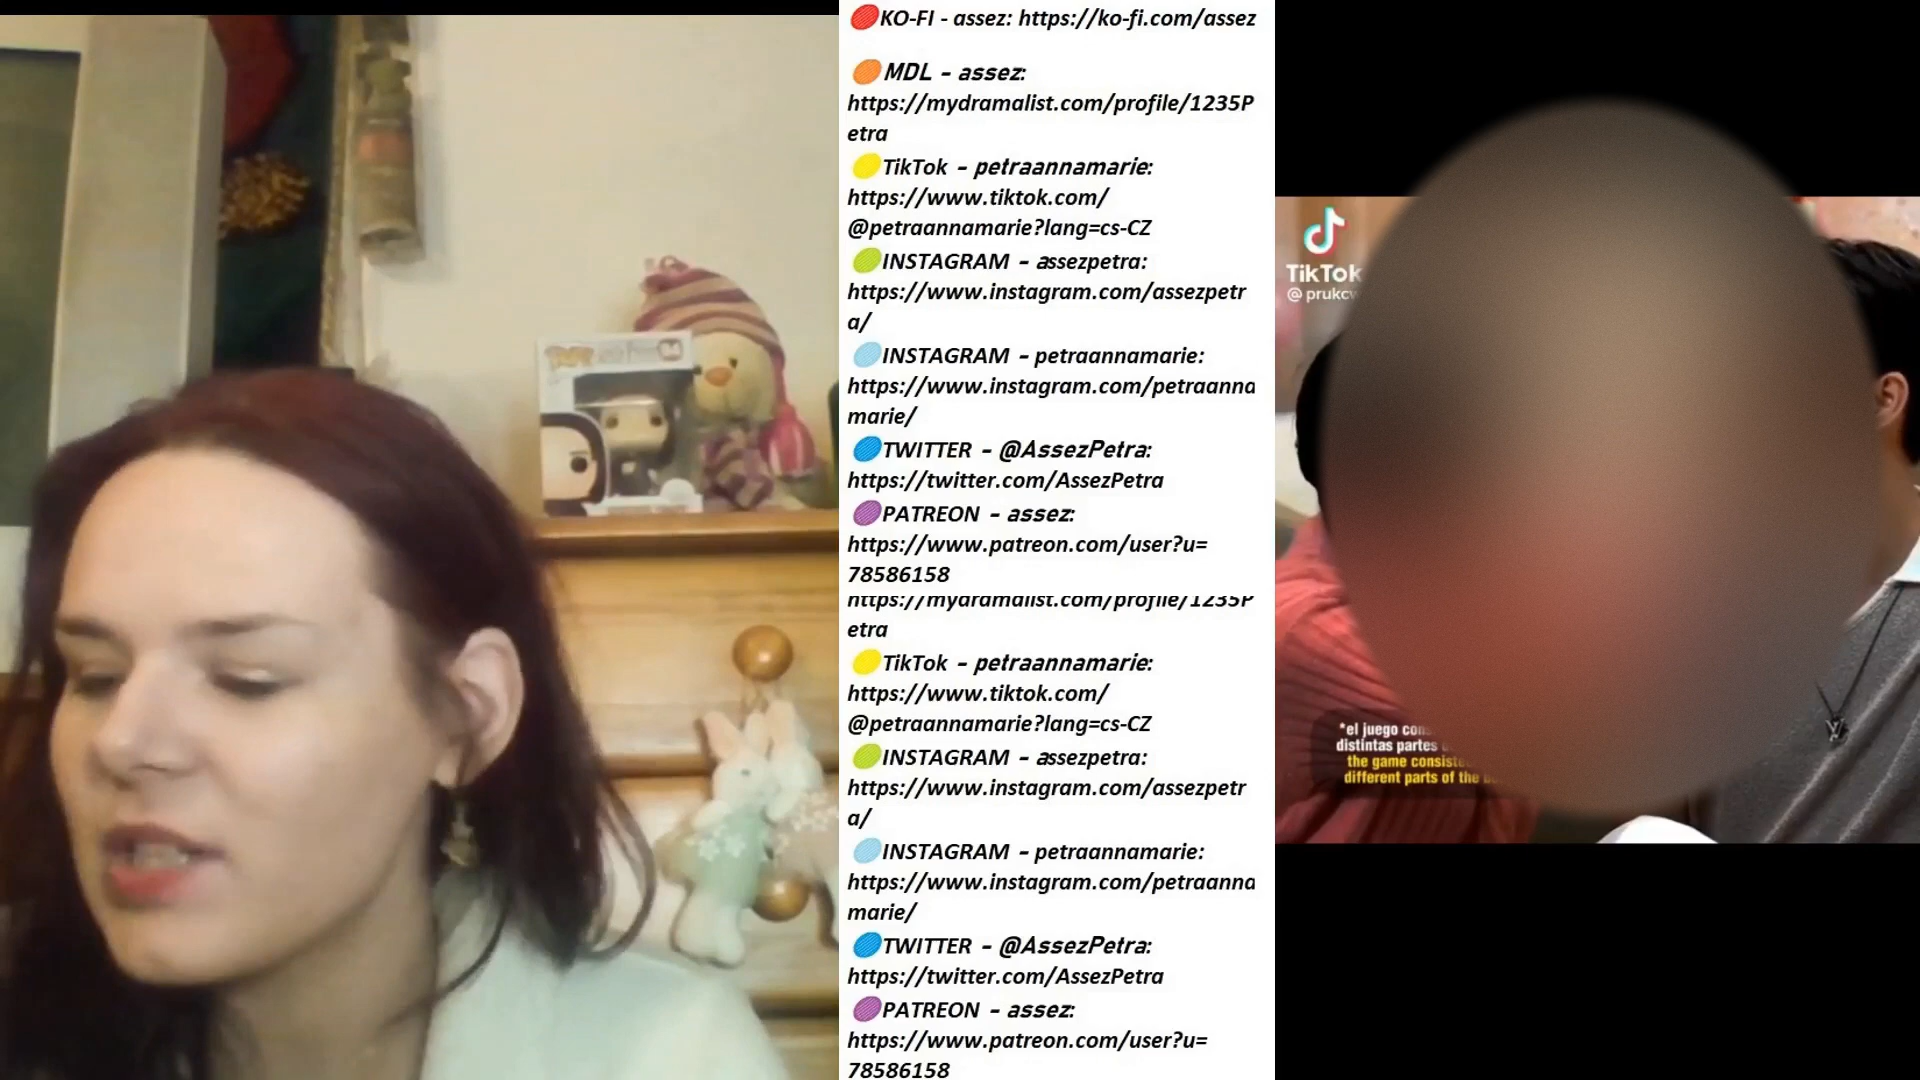 KO-FI - assez: https://ko-fi.com/assez
MDL - assez:
https://mydramalist.com/profile/1235P
etra
TikTok - petraannamarie:
https://www.tiktok.com/
@petraannamarie?lang=cs-CZ
INSTAGRAM - assezpetra:
https://www.instagram.com/assezpetr
a/
INSTAGRAM - petraannamarie:
https://www.instagram.com/petraanna
marie/
TWITTER - @AssezPetra:
https://twitter.com/AssezPetra
PATREON - assez:
https://www.patreon.com/user?u=
78586158
https://mydramalist.com/profile/1235P
etra
TikTok - petraannamarie:
https://www.tiktok.com/
@petraannamarie?lang=cs-CZ
INSTAGRAM - assezpetra:
https://www.instagram.com/assezpetr
a/
INSTAGRAM - petraannamarie:
https://www.instagram.com/petraanna
marie/
TWITTER - @AssezPetra:
https://twitter.com/AssezPetra
PATREON - assez:
https://www.patreon.com/user?u=
78586158
TikTok
*el juego
distintas partes
the game
different parts of the